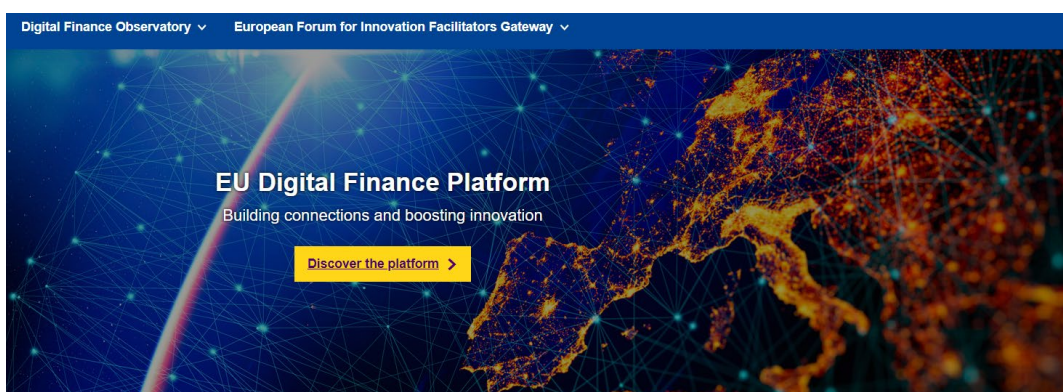 Digital Finance Observatory
European Forum for Innovation Facilitators Gateway
EU Digital Finance Platform
Building connections and boosting innovation
Discover the platform